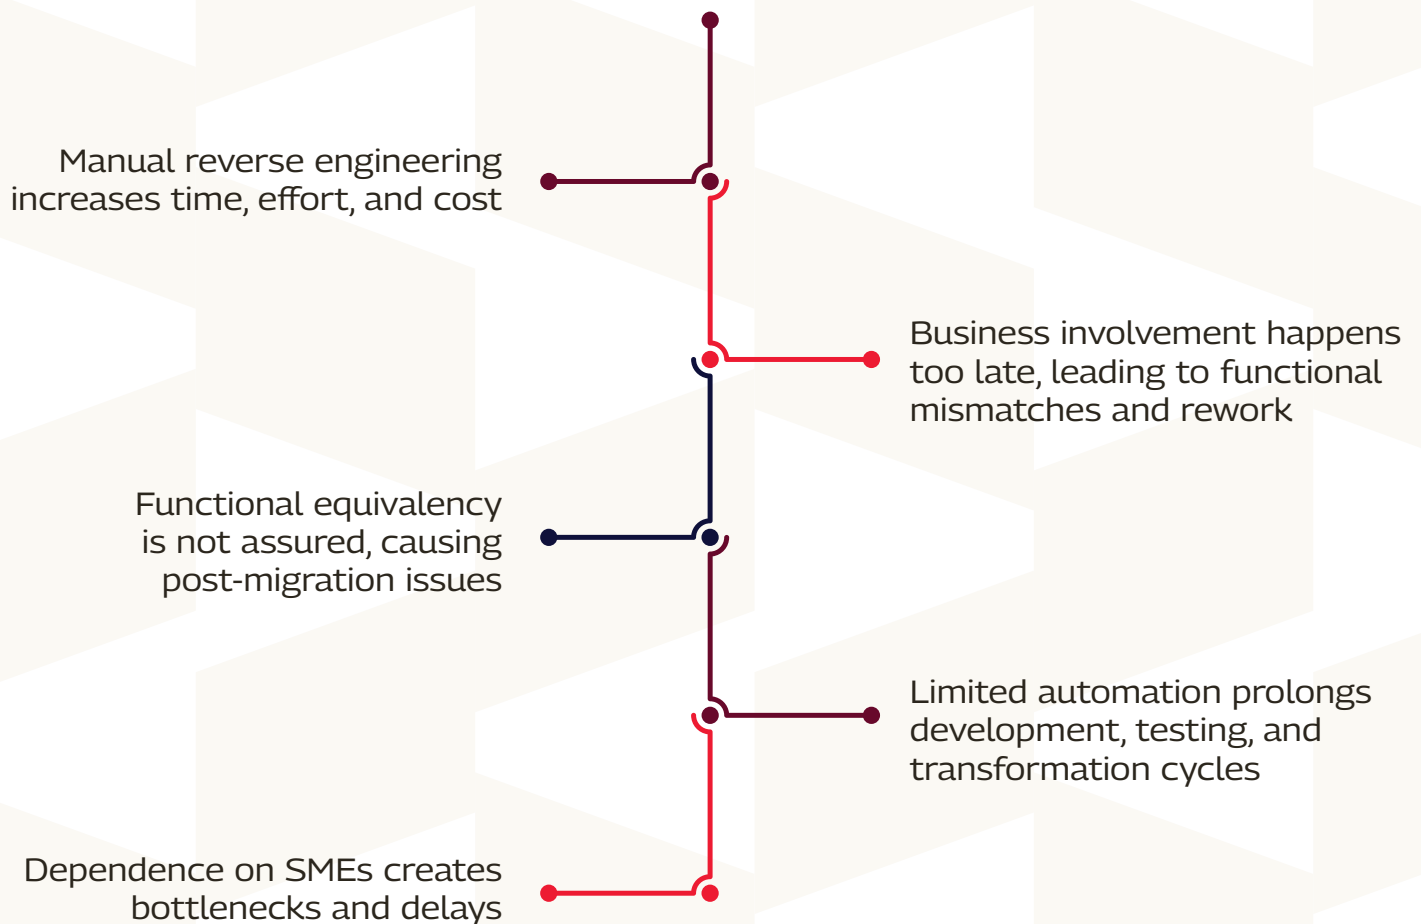 Manual reverse engineering
increases time, effort, and cost
Business involvement happens
too late, leading to functional
mismatches and rework
Functional equivalency
is not assured, causing
post-migration issues
Limited automation prolongs
development, testing, and
transformation cycles
Dependence on SMEs creates
bottlenecks and delays